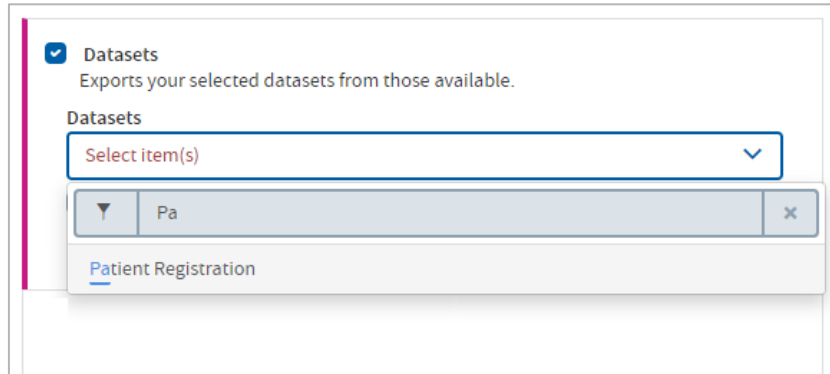 Datasets
Exports your selected datasets from those available.
Datasets
Select item(s)
Pa
Patient Registration